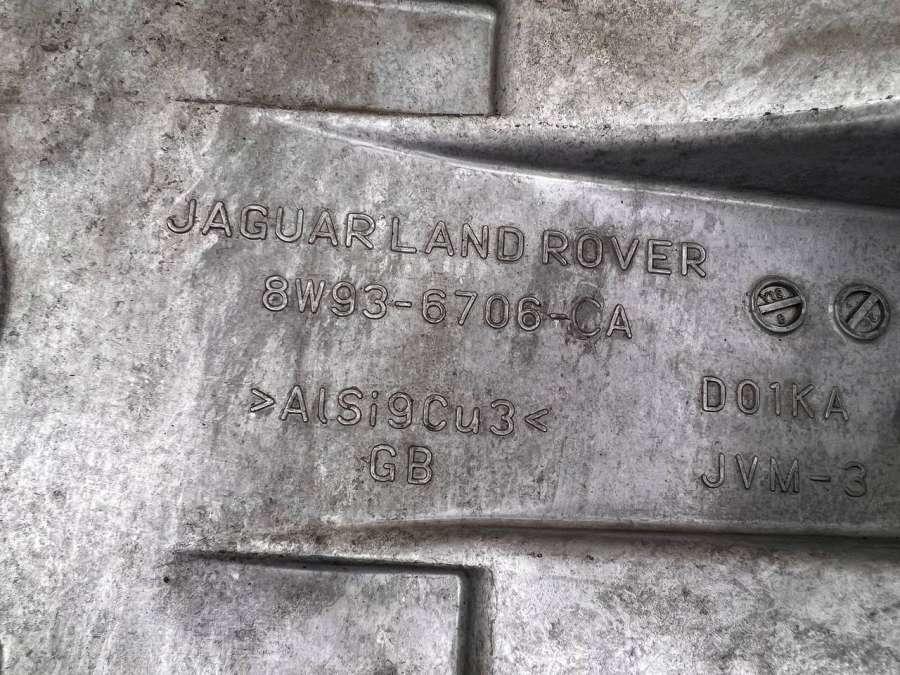 JAGUAR LAND ROVER
8W93-6706-CA
>AlSi9Cu3<
GB
D01KA
JVM-3